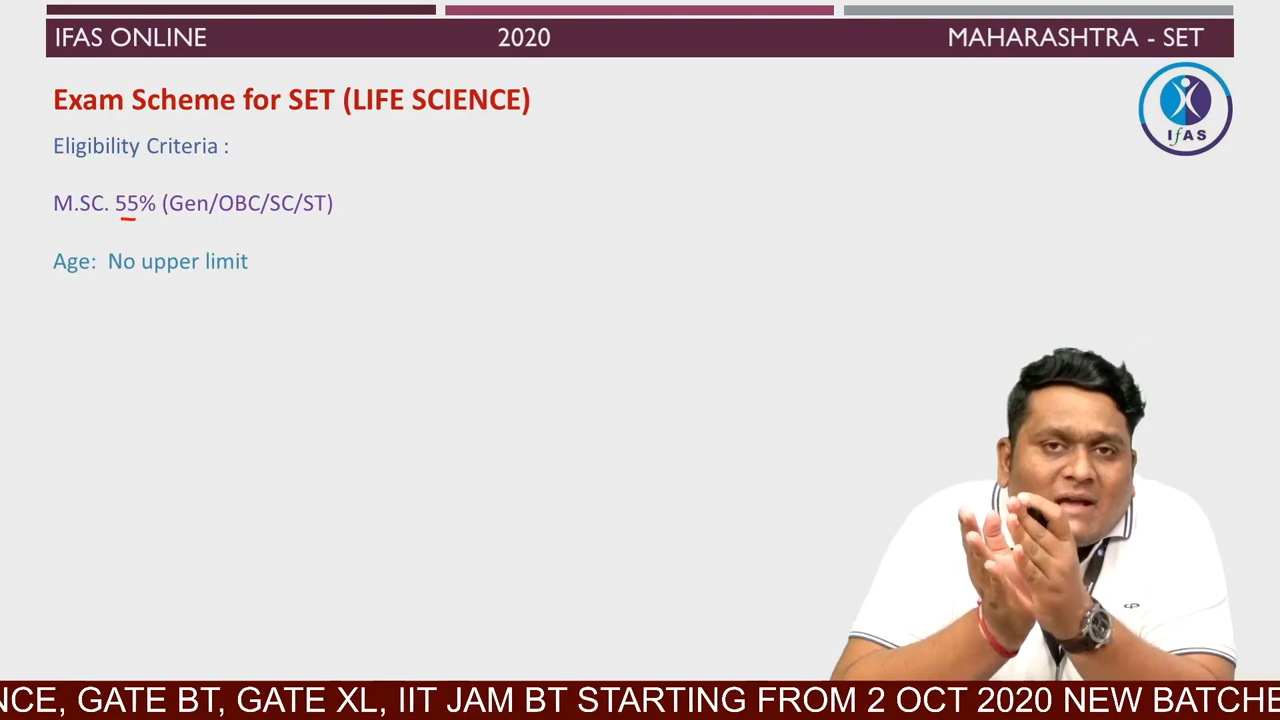 IFAS ONLINE 2020 MAHARASHTRA - SET
Exam Scheme for SET (LIFE SCIENCE)
IfAS
Eligibility Criteria :
M.SC. 55% (Gen/OBC/SC/ST)
Age: No upper limit
NCE, GATE BT, GATE XL, IIT JAM BT STARTING FROM 2 OCT 2020 NEW BATCHE